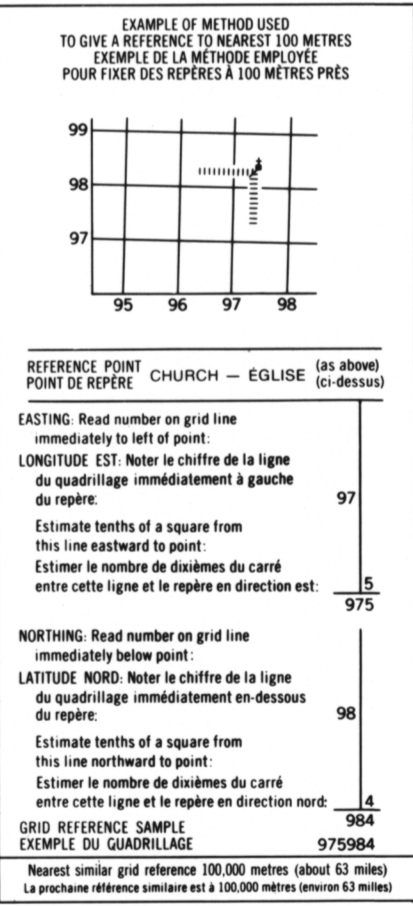 EXAMPLE OF METHOD USED
TO GIVE A REFERENCE TO NEAREST 100 METRES
EXEMPLE DE LA MÉTHODE EMPLOYÉE
POUR FIXER DES REPÈRES À 100 MÈTRES PRÈS
99
98
97
95 96 97 98
REFERENCE POINT CHURCH — ÉGLISE (as above)
POINT DE REPÈRE (ci-dessus)
EASTING: Read number on grid line
immediately to left of point:
LONGITUDE EST: Noter le chiffre de la ligne
du quadrillage immédiatement à gauche
du repère: 97
Estimate tenths of a square from
this line eastward to point:
Estimer le nombre de dixièmes du carré
entre cette ligne et le repère en direction est: 5
975
NORTHING: Read number on grid line
immediately below point:
LATITUDE NORD: Noter le chiffre de la ligne
du quadrillage immédiatement en-dessous
du repère: 98
Estimate tenths of a square from
this line northward to point:
Estimer le nombre de dixièmes du carré
entre cette ligne et le repère en direction nord: 4
984
GRID REFERENCE SAMPLE
EXEMPLE DU QUADRILLAGE 975984
Nearest similar grid reference 100,000 metres (about 63 miles)
La prochaine référence similaire est à 100,000 mètres (environ 63 milles)